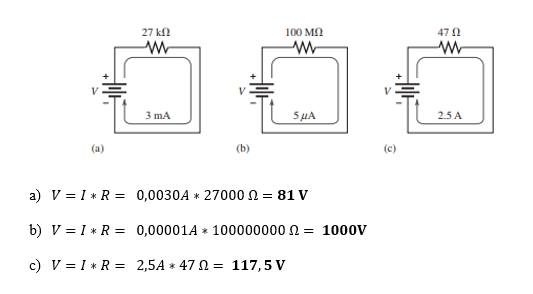 27 kΩ 100 MΩ 47 Ω
+ + +
V V V
− − −
3 mA 5 μA 2.5 A
(a) (b) (c)
a) V = I ∗ R = 0,0030A ∗ 27000 Ω = 81 V
b) V = I ∗ R = 0,00001A ∗ 100000000 Ω = 1000V
c) V = I ∗ R = 2,5A ∗ 47 Ω = 117,5 V